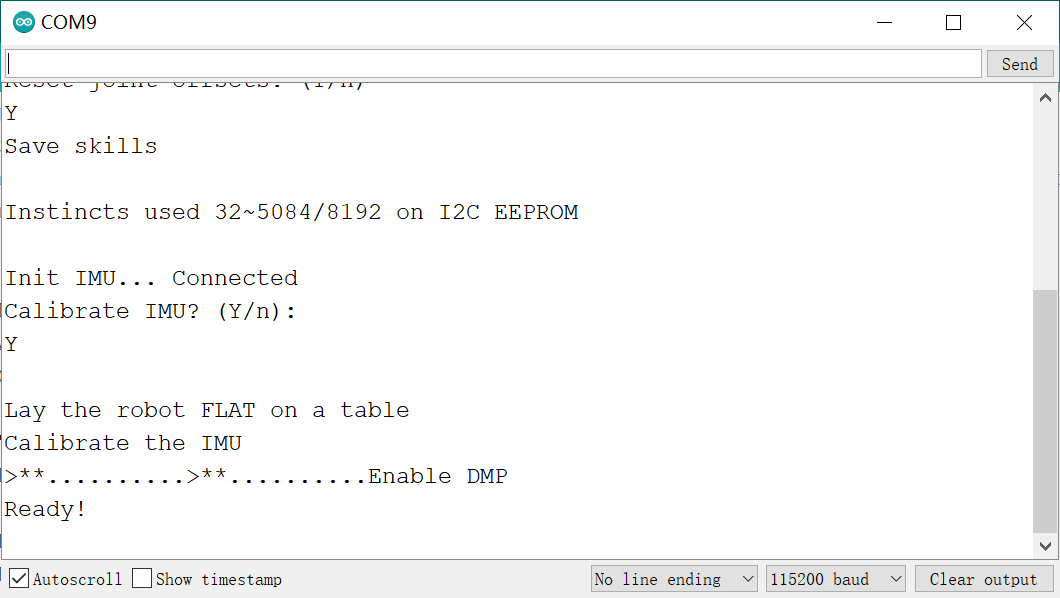 COM9
Send
Reset joint offsets? (Y/n)
Y
Save skills
Instincts used 32~5084/8192 on I2C EEPROM
Init IMU... Connected
Calibrate IMU? (Y/n):
Y
Lay the robot FLAT on a table
Calibrate the IMU
>**..........>**..........Enable DMP
Ready!
Autoscroll
Show timestamp
No line ending
115200 baud
Clear output